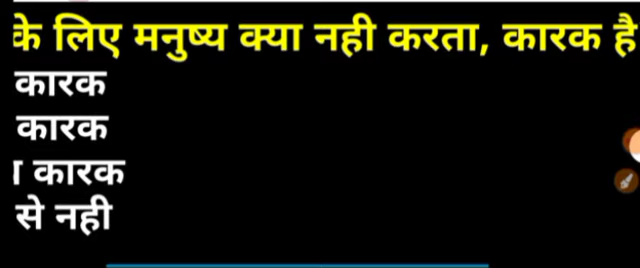 के लिए मनुष्य क्या नही करता, कारक है
कारक
कारक
कारक
से नही